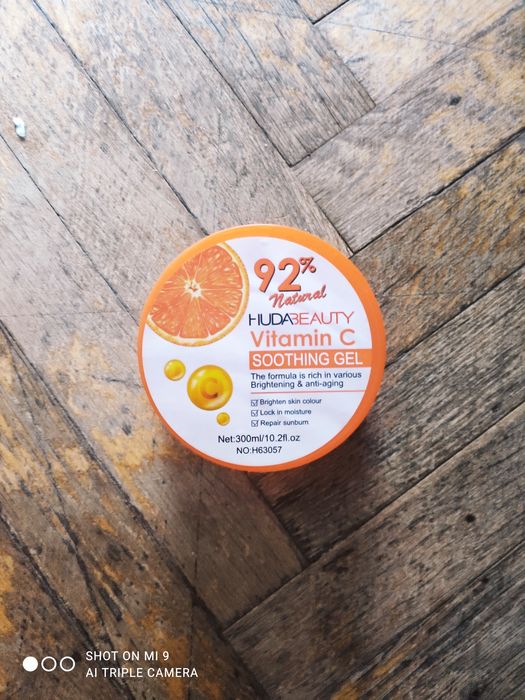 92%
Natural
HUDABEAUTY
Vitamin C
SOOTHING GEL
The formula is rich in various
Brightening & anti-aging
☑ Brighten skin colour
☑ Lock in moisture
☑ Repair sunburn
C
Net:300ml/10.2fl.oz
NO:H63057
SHOT ON MI 9
AI TRIPLE CAMERA